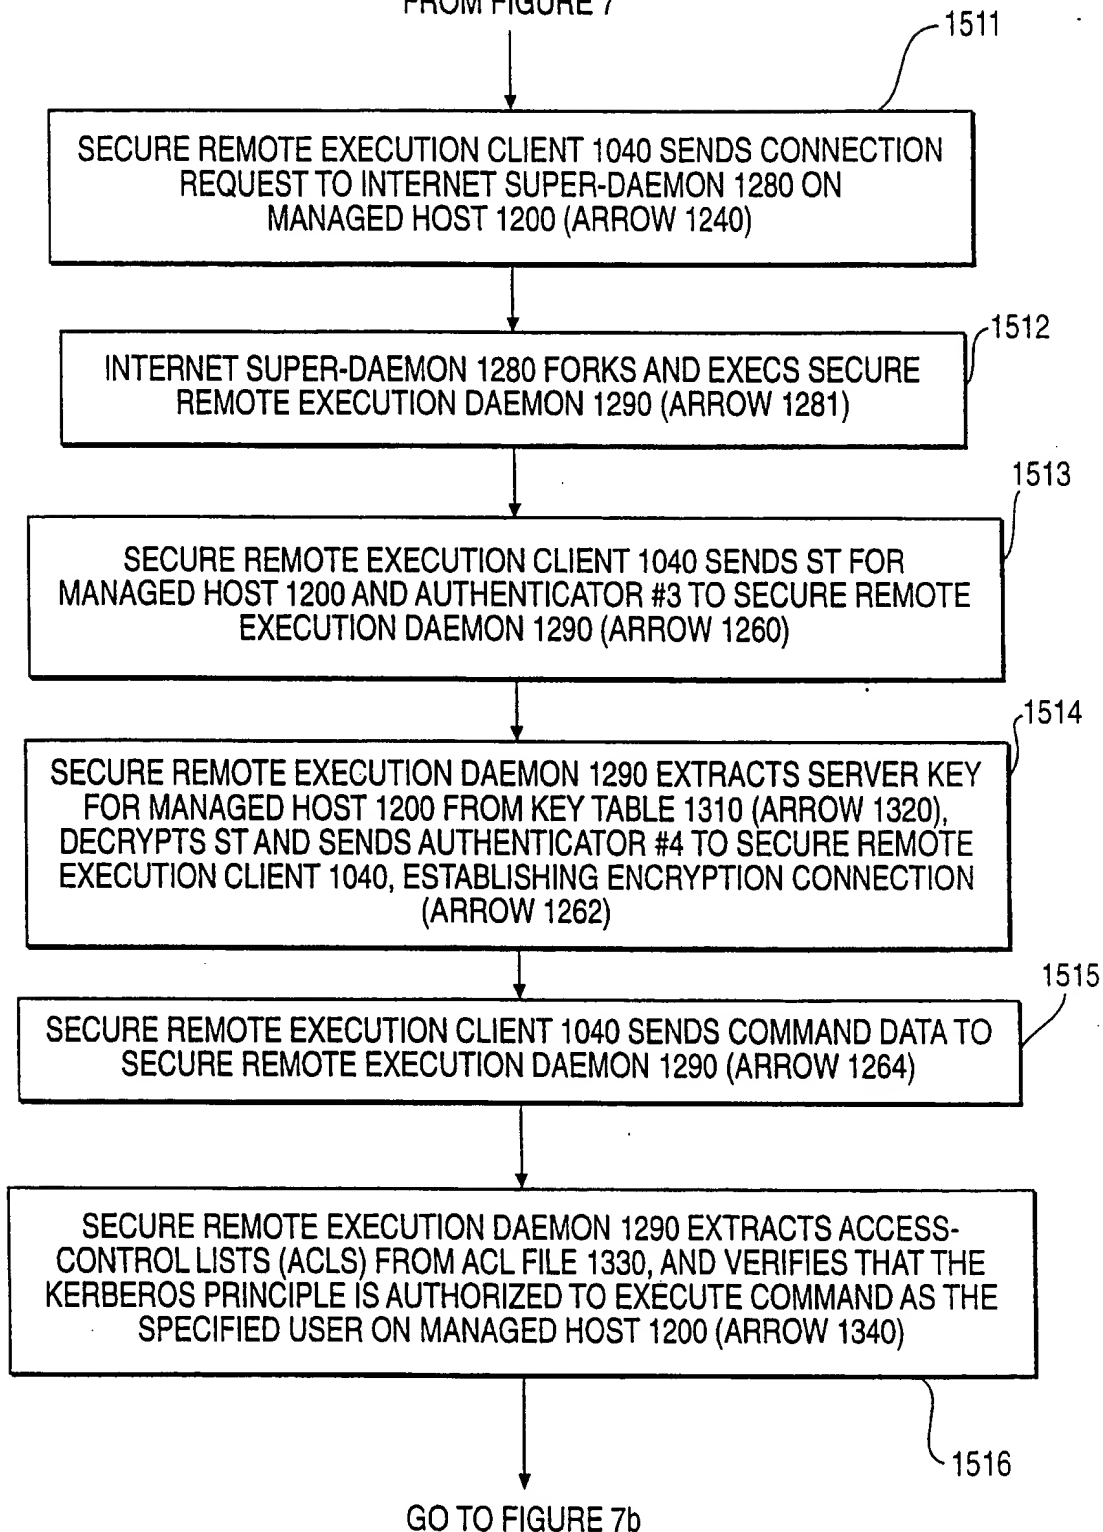 FROM FIGURE 7
1511
SECURE REMOTE EXECUTION CLIENT 1040 SENDS CONNECTION
REQUEST TO INTERNET SUPER-DAEMON 1280 ON
MANAGED HOST 1200 (ARROW 1240)
1512
INTERNET SUPER-DAEMON 1280 FORKS AND EXECS SECURE
REMOTE EXECUTION DAEMON 1290 (ARROW 1281)
1513
SECURE REMOTE EXECUTION CLIENT 1040 SENDS ST FOR
MANAGED HOST 1200 AND AUTHENTICATOR #3 TO SECURE REMOTE
EXECUTION DAEMON 1290 (ARROW 1260)
1514
SECURE REMOTE EXECUTION DAEMON 1290 EXTRACTS SERVER KEY
FOR MANAGED HOST 1200 FROM KEY TABLE 1310 (ARROW 1320),
DECRYPTS ST AND SENDS AUTHENTICATOR #4 TO SECURE REMOTE
EXECUTION CLIENT 1040, ESTABLISHING ENCRYPTION CONNECTION
(ARROW 1262)
1515
SECURE REMOTE EXECUTION CLIENT 1040 SENDS COMMAND DATA TO
SECURE REMOTE EXECUTION DAEMON 1290 (ARROW 1264)
SECURE REMOTE EXECUTION DAEMON 1290 EXTRACTS ACCESS-
CONTROL LISTS (ACLS) FROM ACL FILE 1330, AND VERIFIES THAT THE
KERBEROS PRINCIPLE IS AUTHORIZED TO EXECUTE COMMAND AS THE
SPECIFIED USER ON MANAGED HOST 1200 (ARROW 1340)
1516
GO TO FIGURE 7b